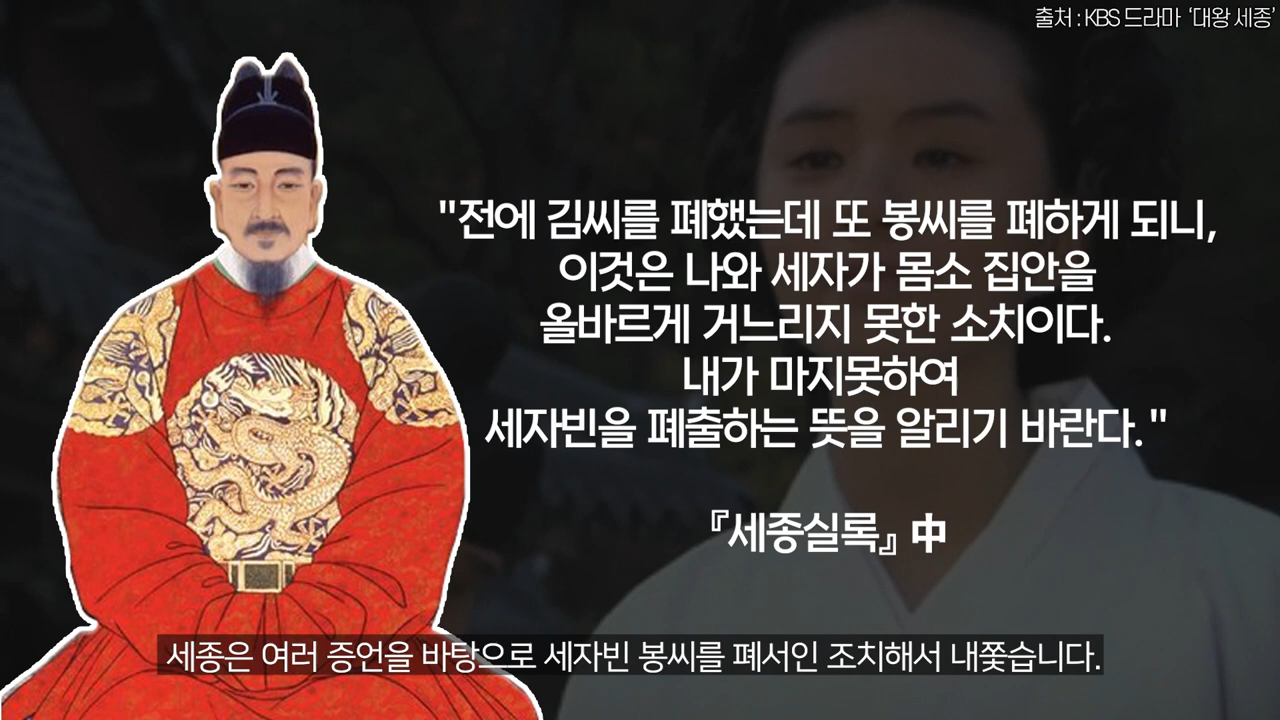 출처 : KBS 드라마 '대왕 세종'
"전에 김씨를 폐했는데 또 봉씨를 폐하게 되니,
이것은 나와 세자가 몸소 집안을
올바르게 거느리지 못한 소치이다.
내가 마지못하여
세자빈을 폐출하는 뜻을 알리기 바란다."
『세종실록』 中
세종은 여러 증언을 바탕으로 세자빈 봉씨를 폐서인 조치해서 내쫓습니다.